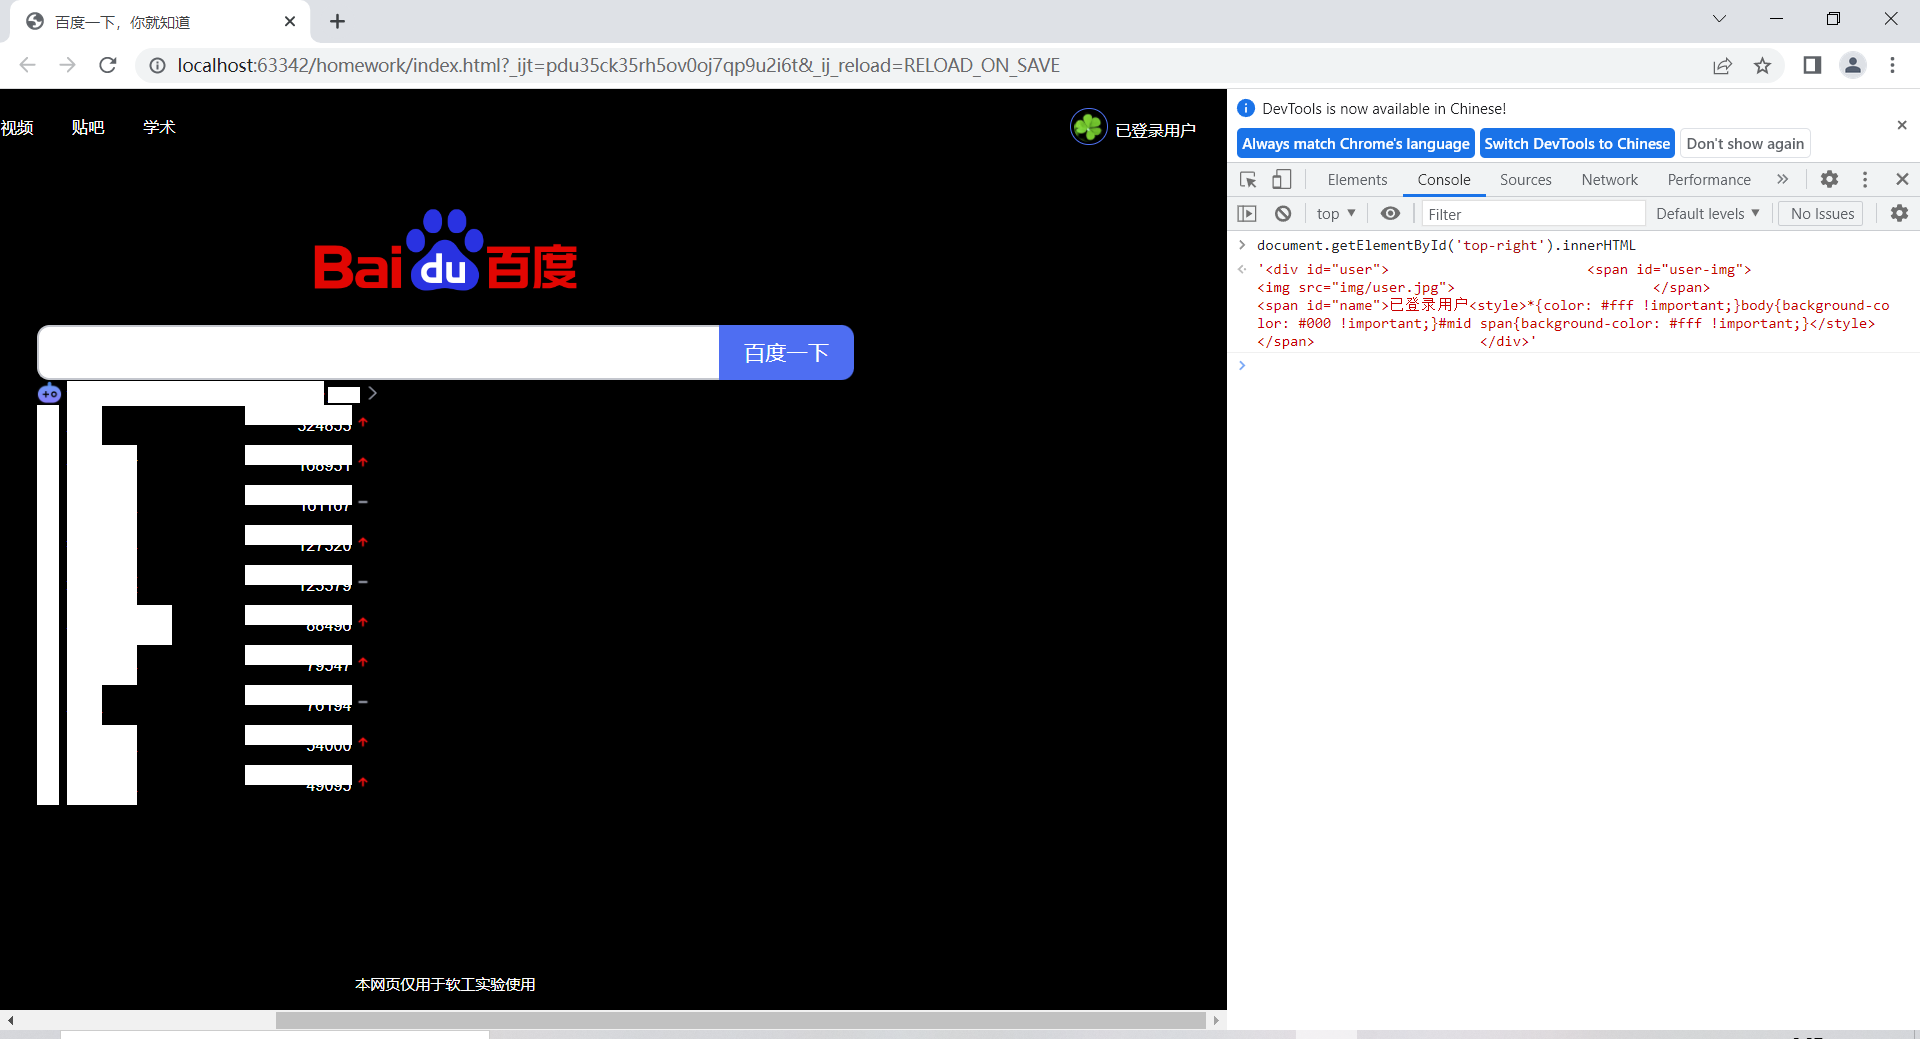 百度一下，你就知道
localhost:63342/homework/index.html?_ijt=pdu35ck35rh5ov0oj7qp9u2i6t&_ij_reload=RELOAD_ON_SAVE
视频 贴吧 学术 已登录用户
Bai du 百度
百度一下
本网页仅用于软工实验使用
DevTools is now available in Chinese!
Always match Chrome's language Switch DevTools to Chinese Don't show again
Elements Console Sources Network Performance
top Filter Default levels No Issues
document.getElementById('top-right').innerHTML
'<div id="user"> <span id="user-img">
<img src="img/user.jpg"> </span>
<span id="name">已登录用户<style>*{color: #fff !important;}body{background-co
lor: #000 !important;}#mid span{background-color: #fff !important;}</style>
</span> </div>'